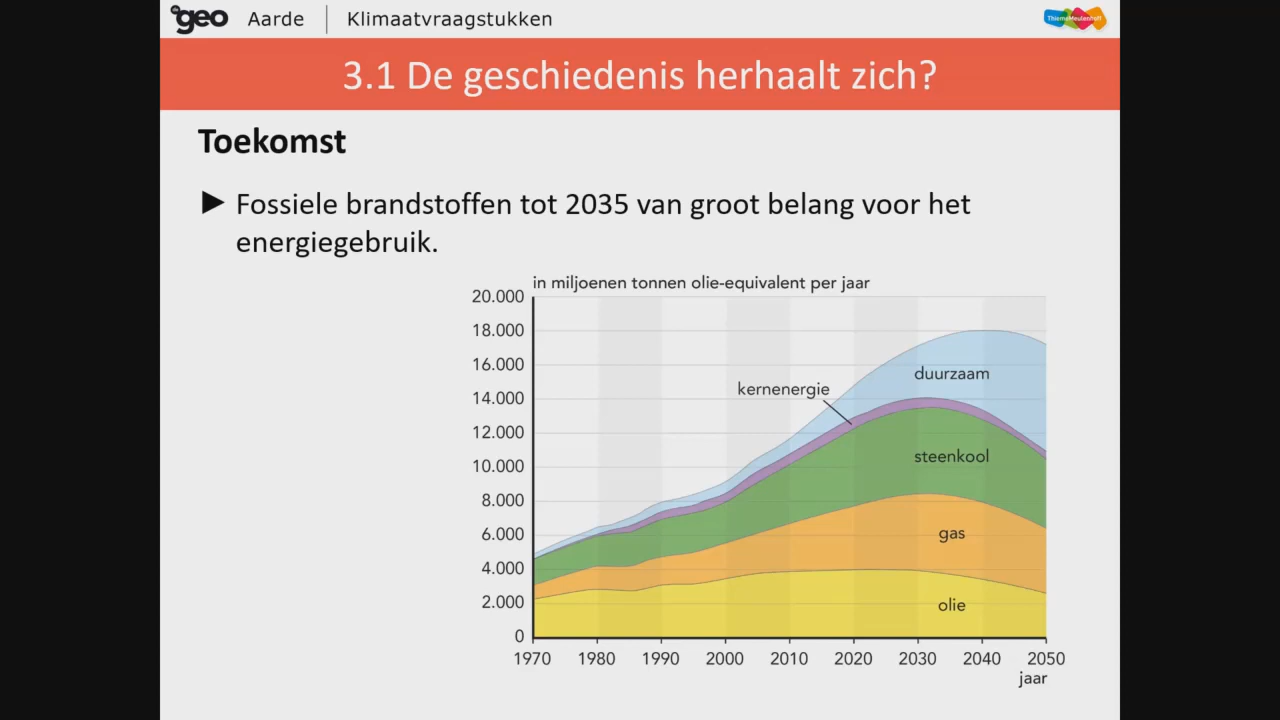 de geo Aarde Klimaatvraagstukken ThiemeMeulenhoff
3.1 De geschiedenis herhaalt zich?
Toekomst
► Fossiele brandstoffen tot 2035 van groot belang voor het
energiegebruik.
in miljoenen tonnen olie-equivalent per jaar
20.000
18.000
16.000
14.000
12.000
10.000
8.000
6.000
4.000
2.000
0
duurzaam
kernenergie
steenkool
gas
olie
1970 1980 1990 2000 2010 2020 2030 2040 2050
jaar